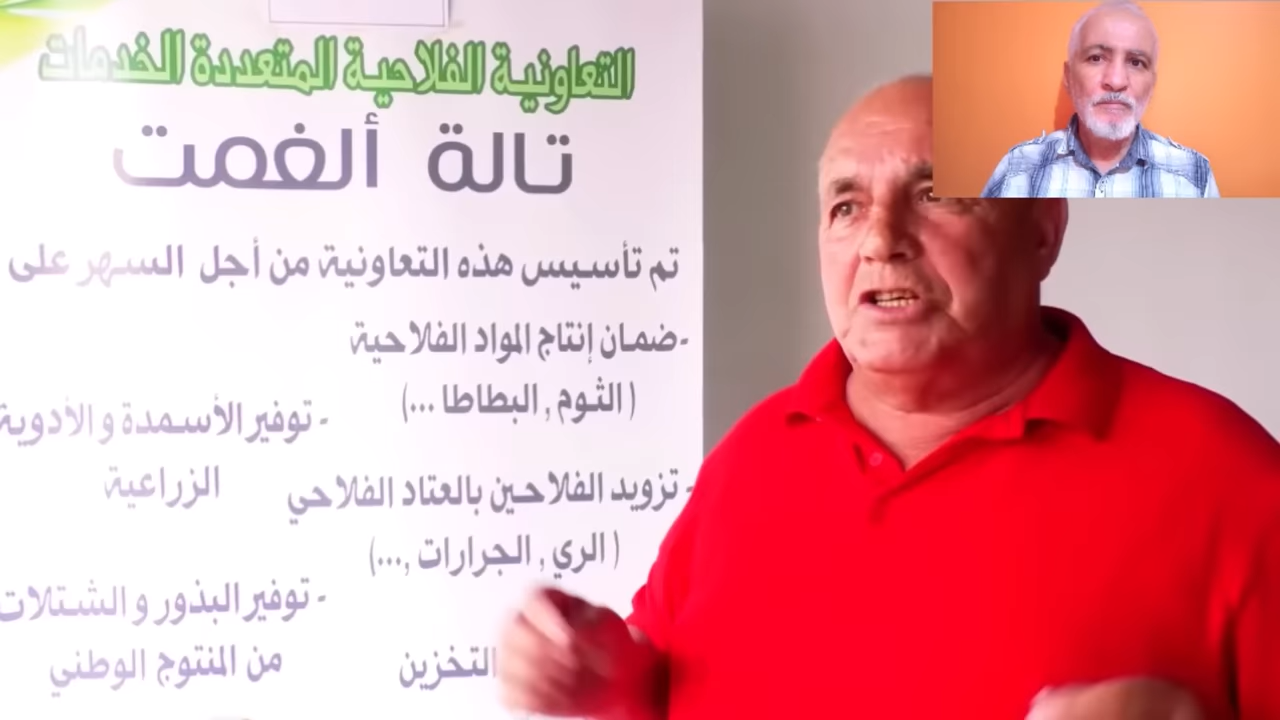 التعاونية الفلاحية المتعددة الخدمات
تالة ألغمت
تم تأسيس هذه التعاونية من أجل السهر على
-ضمان إنتاج المواد الفلاحية
( الثوم , البطاطا ...)
- توفير الأسمدة و الأدوية
الزراعية
- تزويد الفلاحين بالعتاد الفلاحي
( الري , الجرارات ,...)
- توفير البذور و الشتلات
من المنتوج الوطني
التخزين